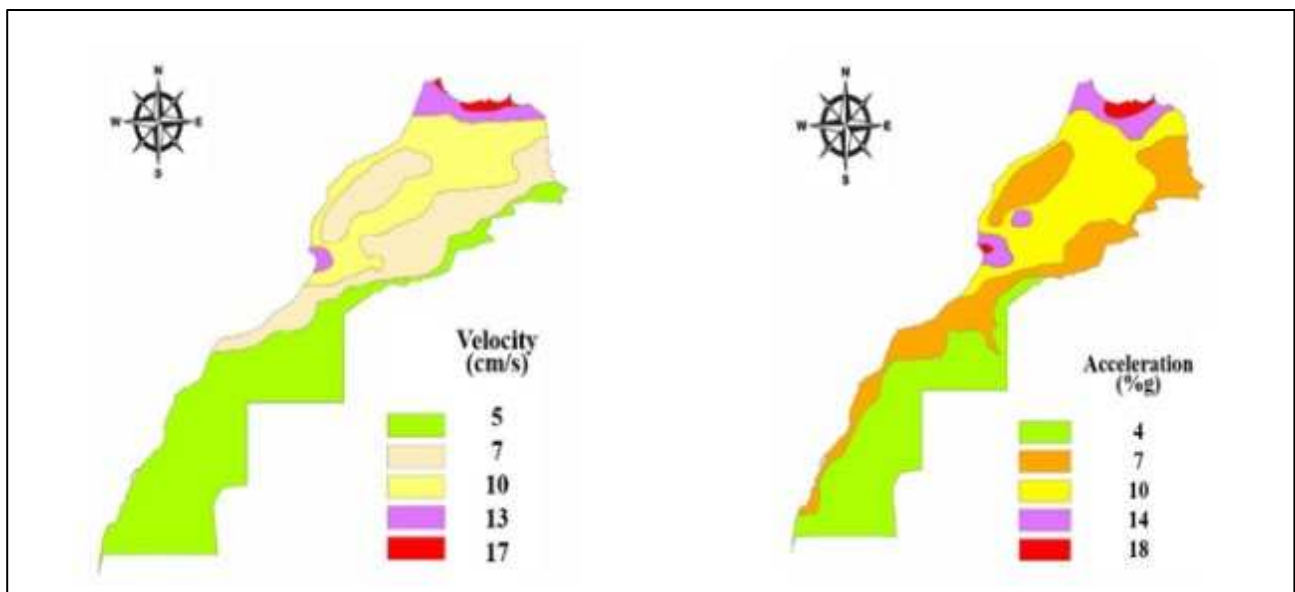 N
W E
S
Velocity
(cm/s)
5
7
10
13
17
N
W E
S
Acceleration
(%g)
4
7
10
14
18